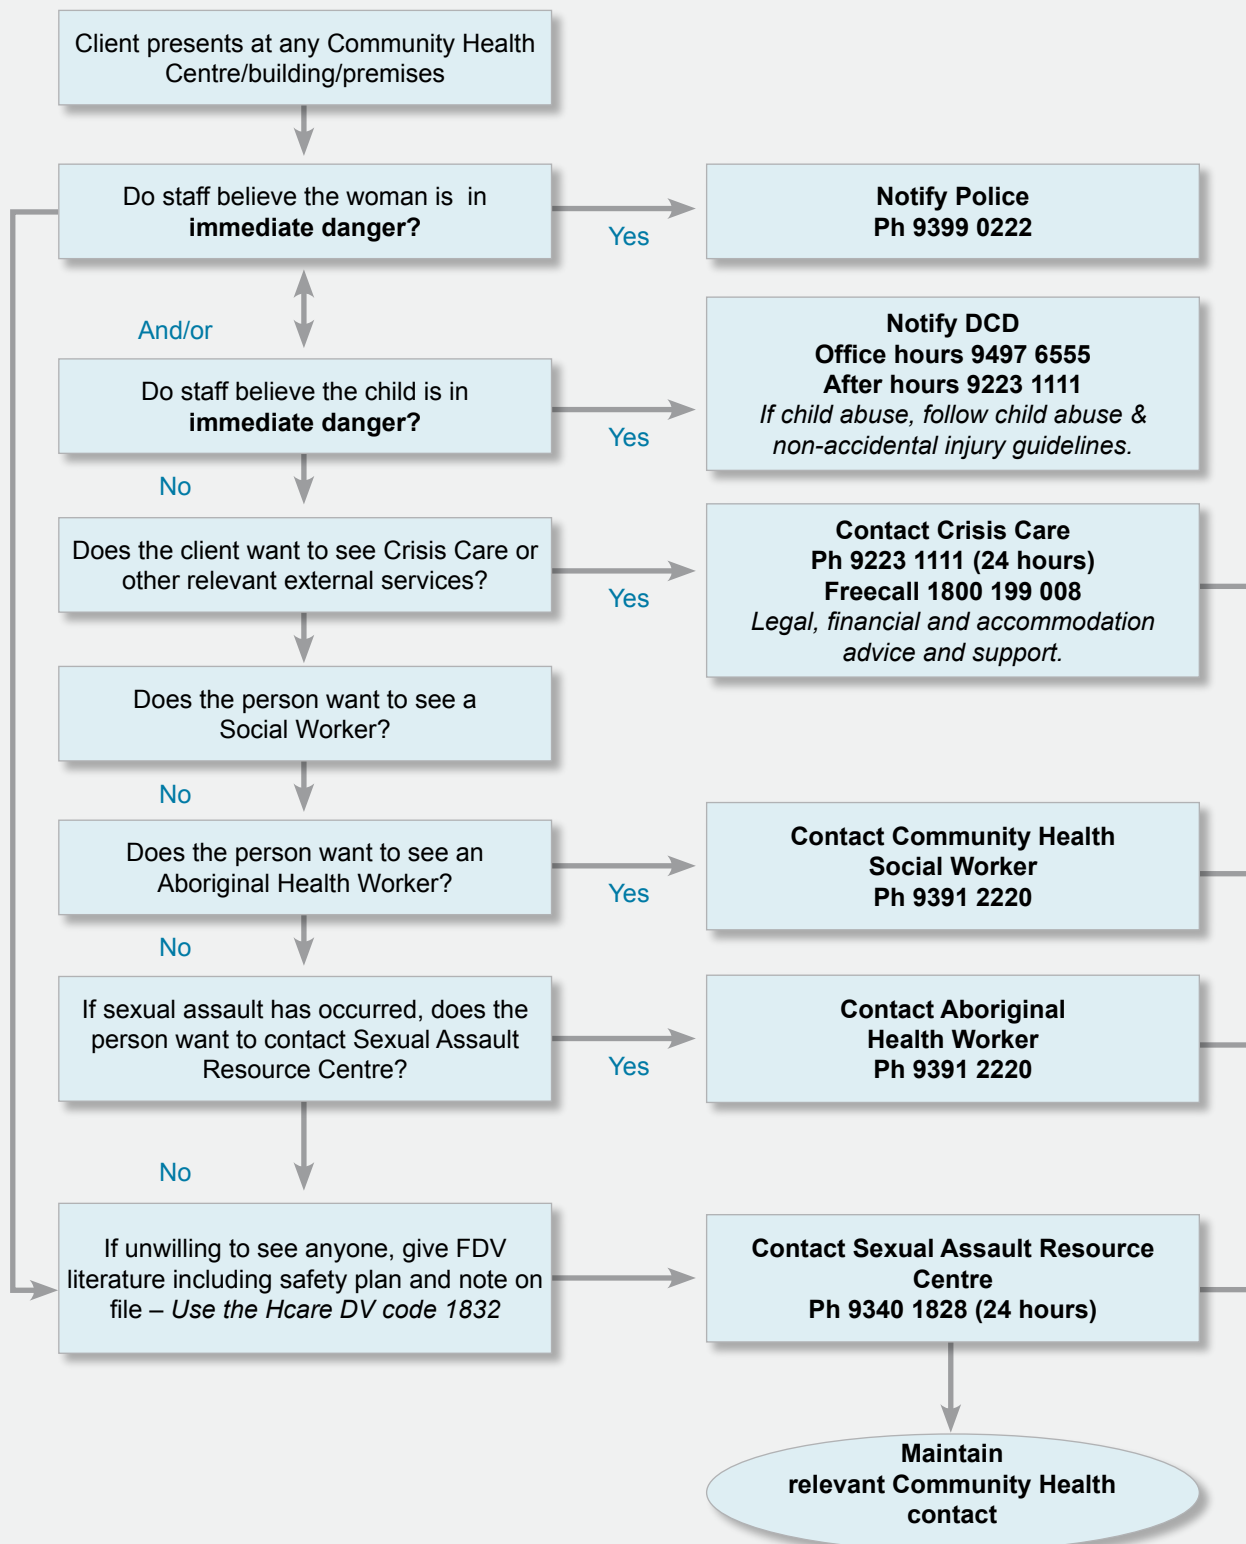 Client presents at any Community Health
Centre/building/premises
Do staff believe the woman is in
immediate danger?
Yes
Notify Police
Ph 9399 0222
And/or
Do staff believe the child is in
immediate danger?
Yes
Notify DCD
Office hours 9497 6555
After hours 9223 1111
If child abuse, follow child abuse &
non-accidental injury guidelines.
No
Does the client want to see Crisis Care or
other relevant external services?
Yes
Contact Crisis Care
Ph 9223 1111 (24 hours)
Freecall 1800 199 008
Legal, financial and accommodation
advice and support.
Does the person want to see a
Social Worker?
No
Does the person want to see an
Aboriginal Health Worker?
Yes
Contact Community Health
Social Worker
Ph 9391 2220
No
If sexual assault has occurred, does the
person want to contact Sexual Assault
Resource Centre?
Yes
Contact Aboriginal
Health Worker
Ph 9391 2220
No
If unwilling to see anyone, give FDV
literature including safety plan and note on
file – Use the Hcare DV code 1832
Contact Sexual Assault Resource
Centre
Ph 9340 1828 (24 hours)
Maintain
relevant Community Health
contact